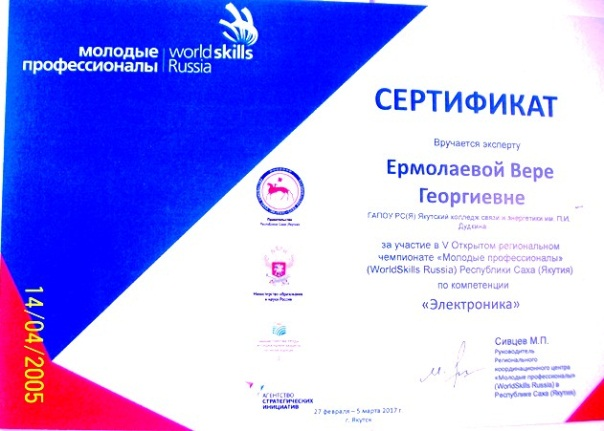 молодые
профессионалы
worldskills
Russia
СЕРТИФИКАТ
Вручается эксперту
Ермолаевой Вере
Георгиевне
ГАПОУ РС(Я) Якутский колледж связи и энергетики им. П.И.
Дудкина
за участие в V Открытом региональном
чемпионате «Молодые профессионалы»
(WorldSkills Russia) Республики Саха (Якутия)
по компетенции
«Электроника»
Правительство
Республики Саха (Якутия)
Министерство образования
и науки России
АГЕНТСТВО
СТРАТЕГИЧЕСКИХ
ИНИЦИАТИВ
Сивцев М.П.
Руководитель
Регионального
координационного центра
«Молодые профессионалы»
(WorldSkills Russia) в
Республике Саха (Якутия)
27 февраля – 5 марта 2017 г.
г. Якутск
14/04/2005